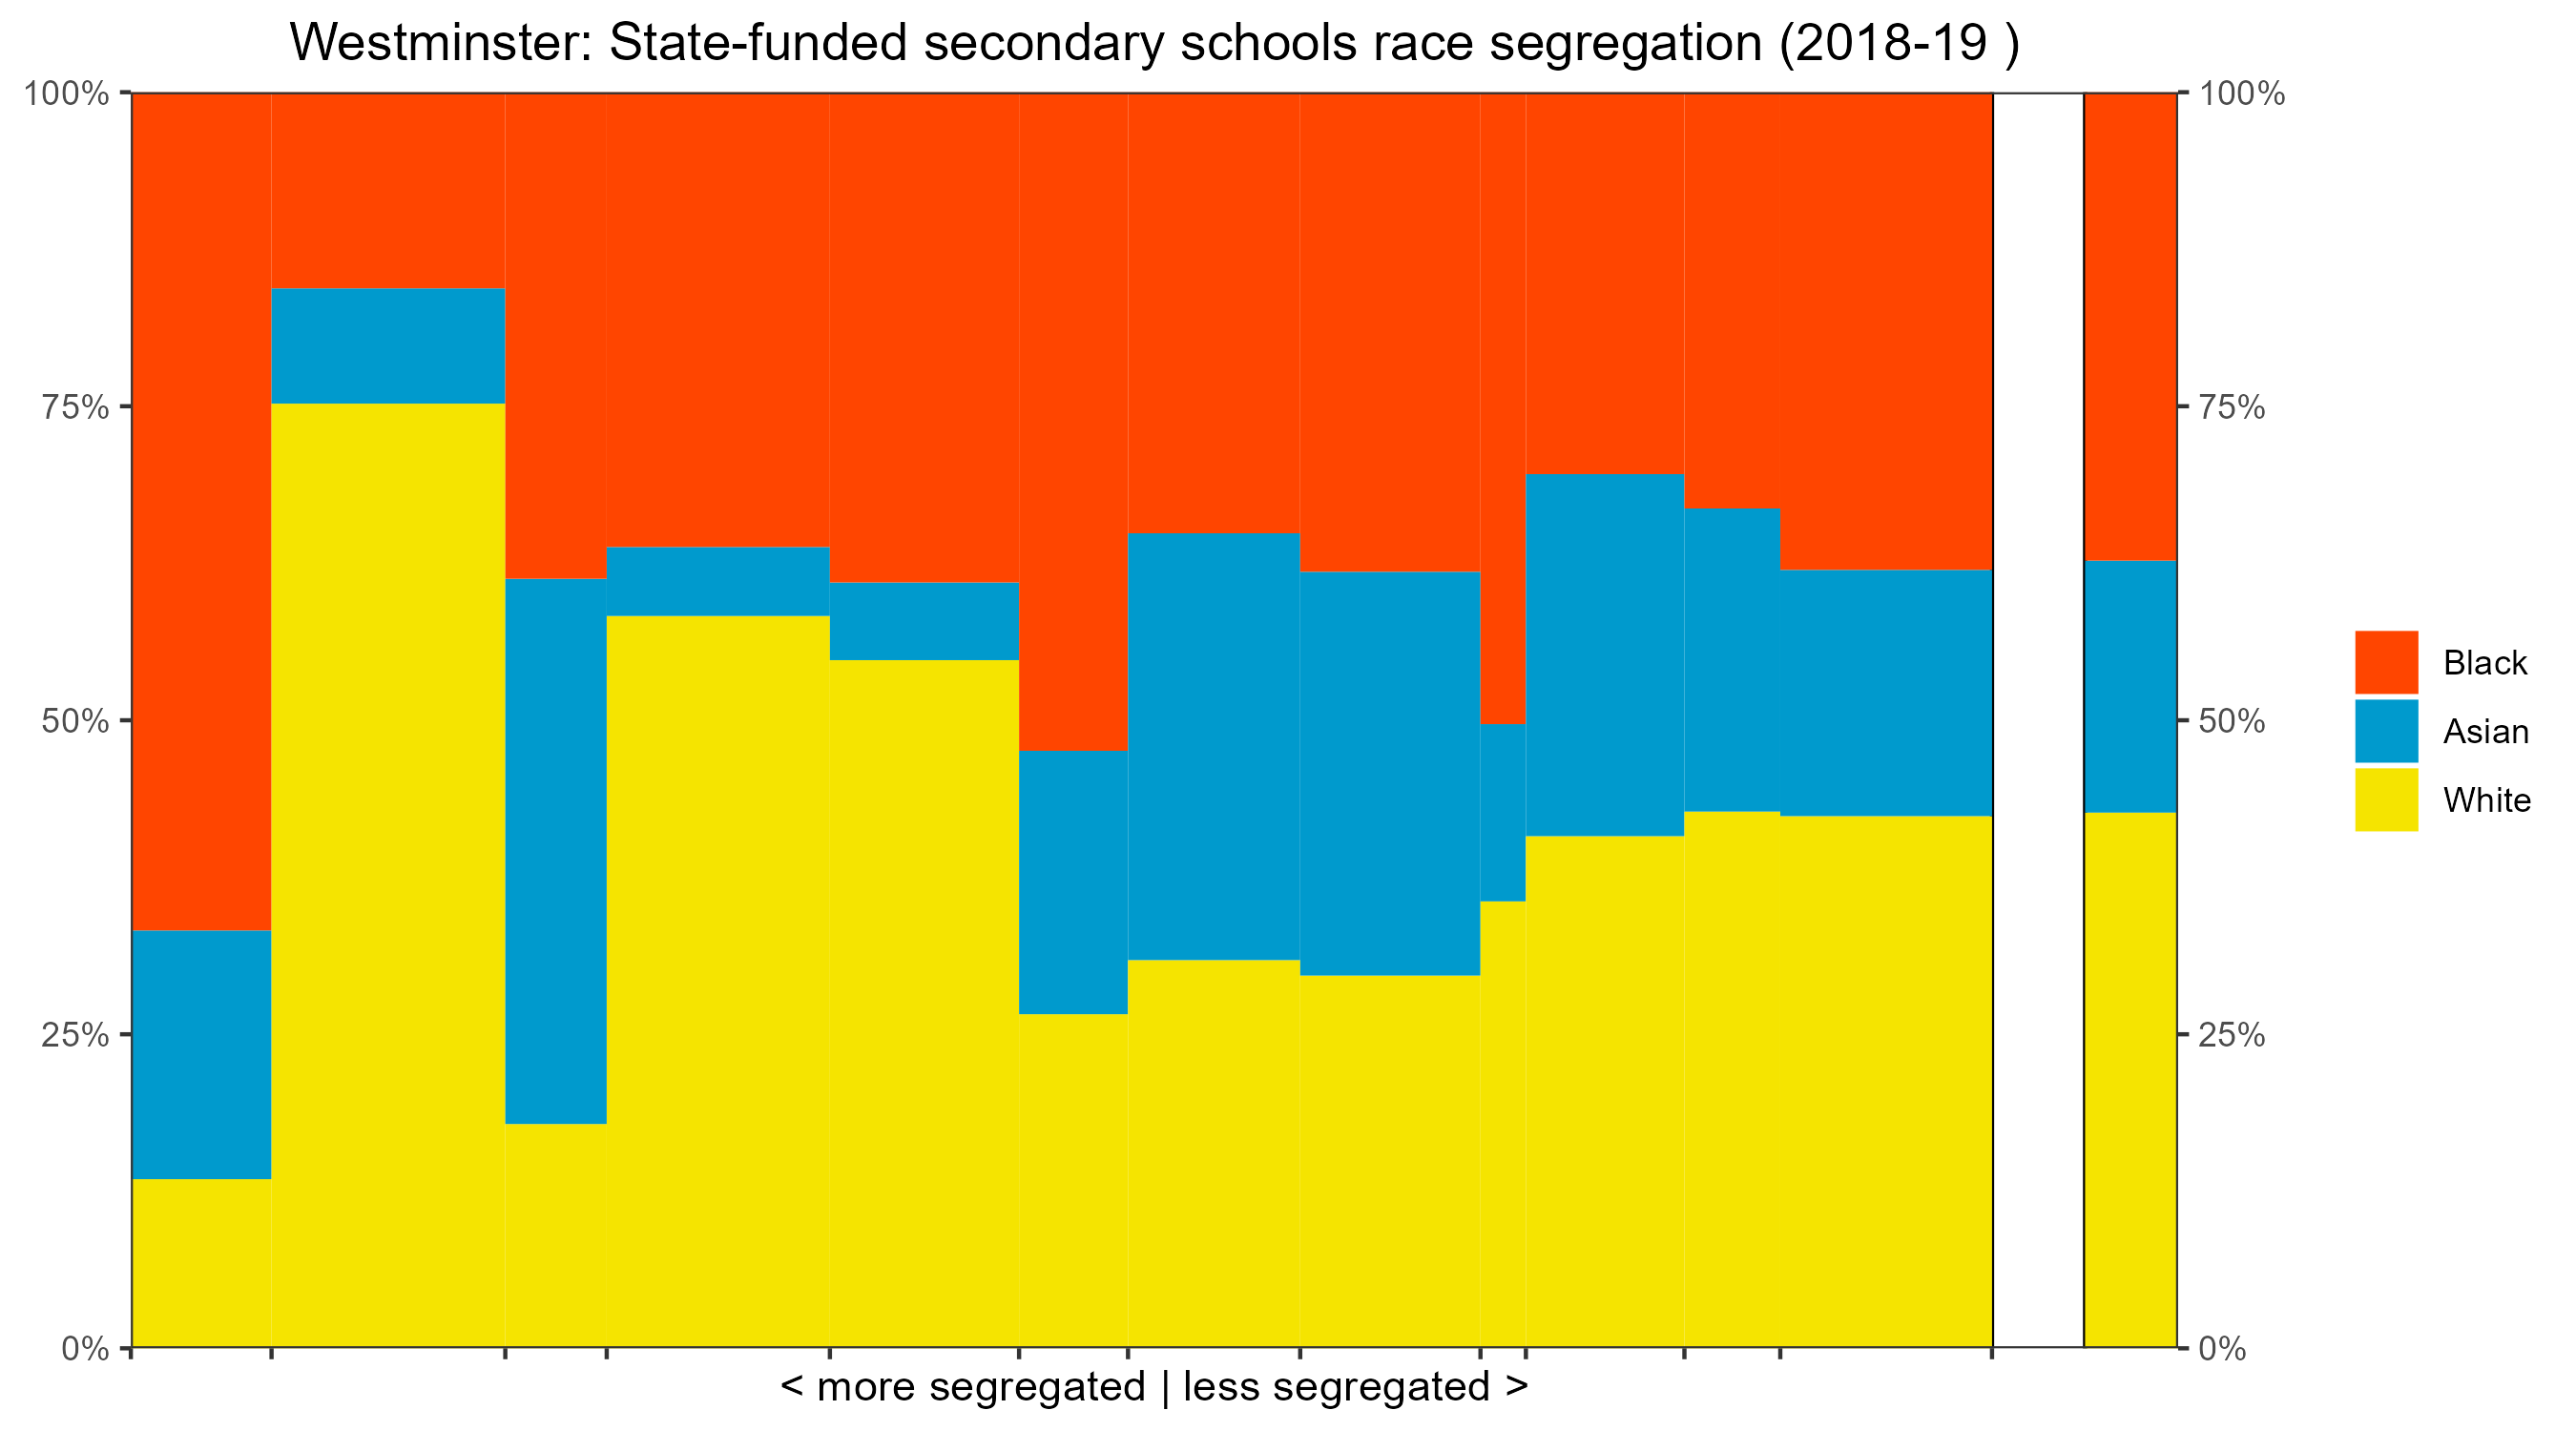 Westminster: State-funded secondary schools race segregation (2018-19 )
100%
75%
50%
25%
0%
100%
75%
50%
25%
0%
Black
Asian
White
< more segregated | less segregated >